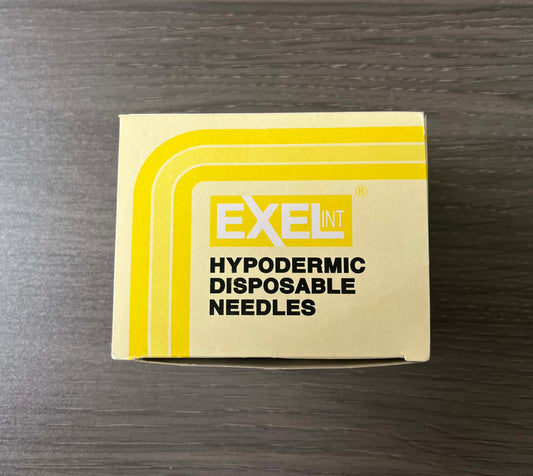 EXELINT®
HYPODERMIC
DISPOSABLE
NEEDLES